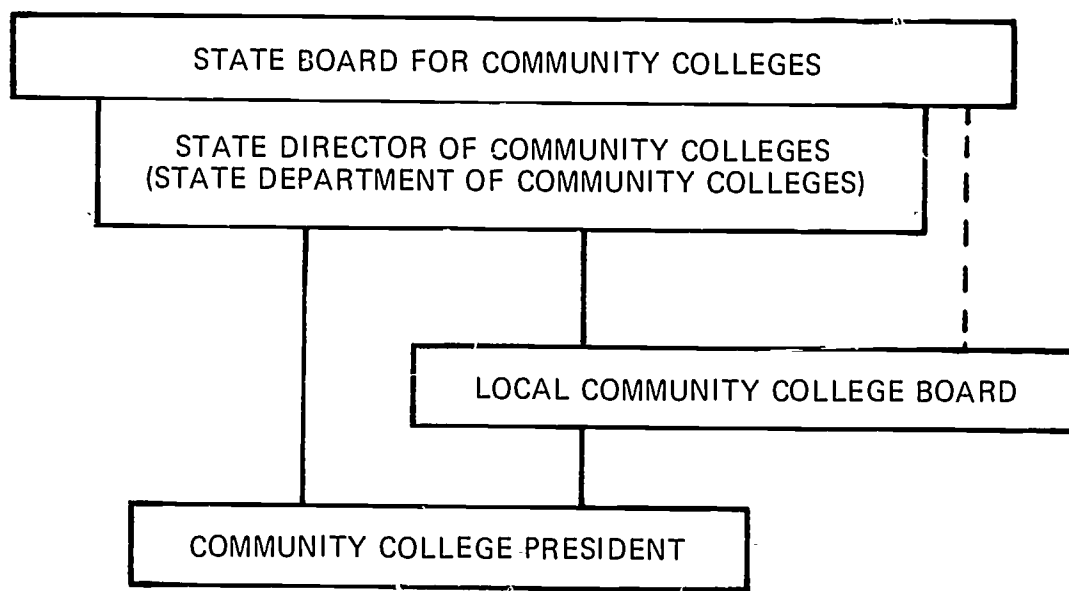 STATE BOARD FOR COMMUNITY COLLEGES
STATE DIRECTOR OF COMMUNITY COLLEGES
(STATE DEPARTMENT OF COMMUNITY COLLEGES)
LOCAL COMMUNITY COLLEGE BOARD
COMMUNITY COLLEGE PRESIDENT